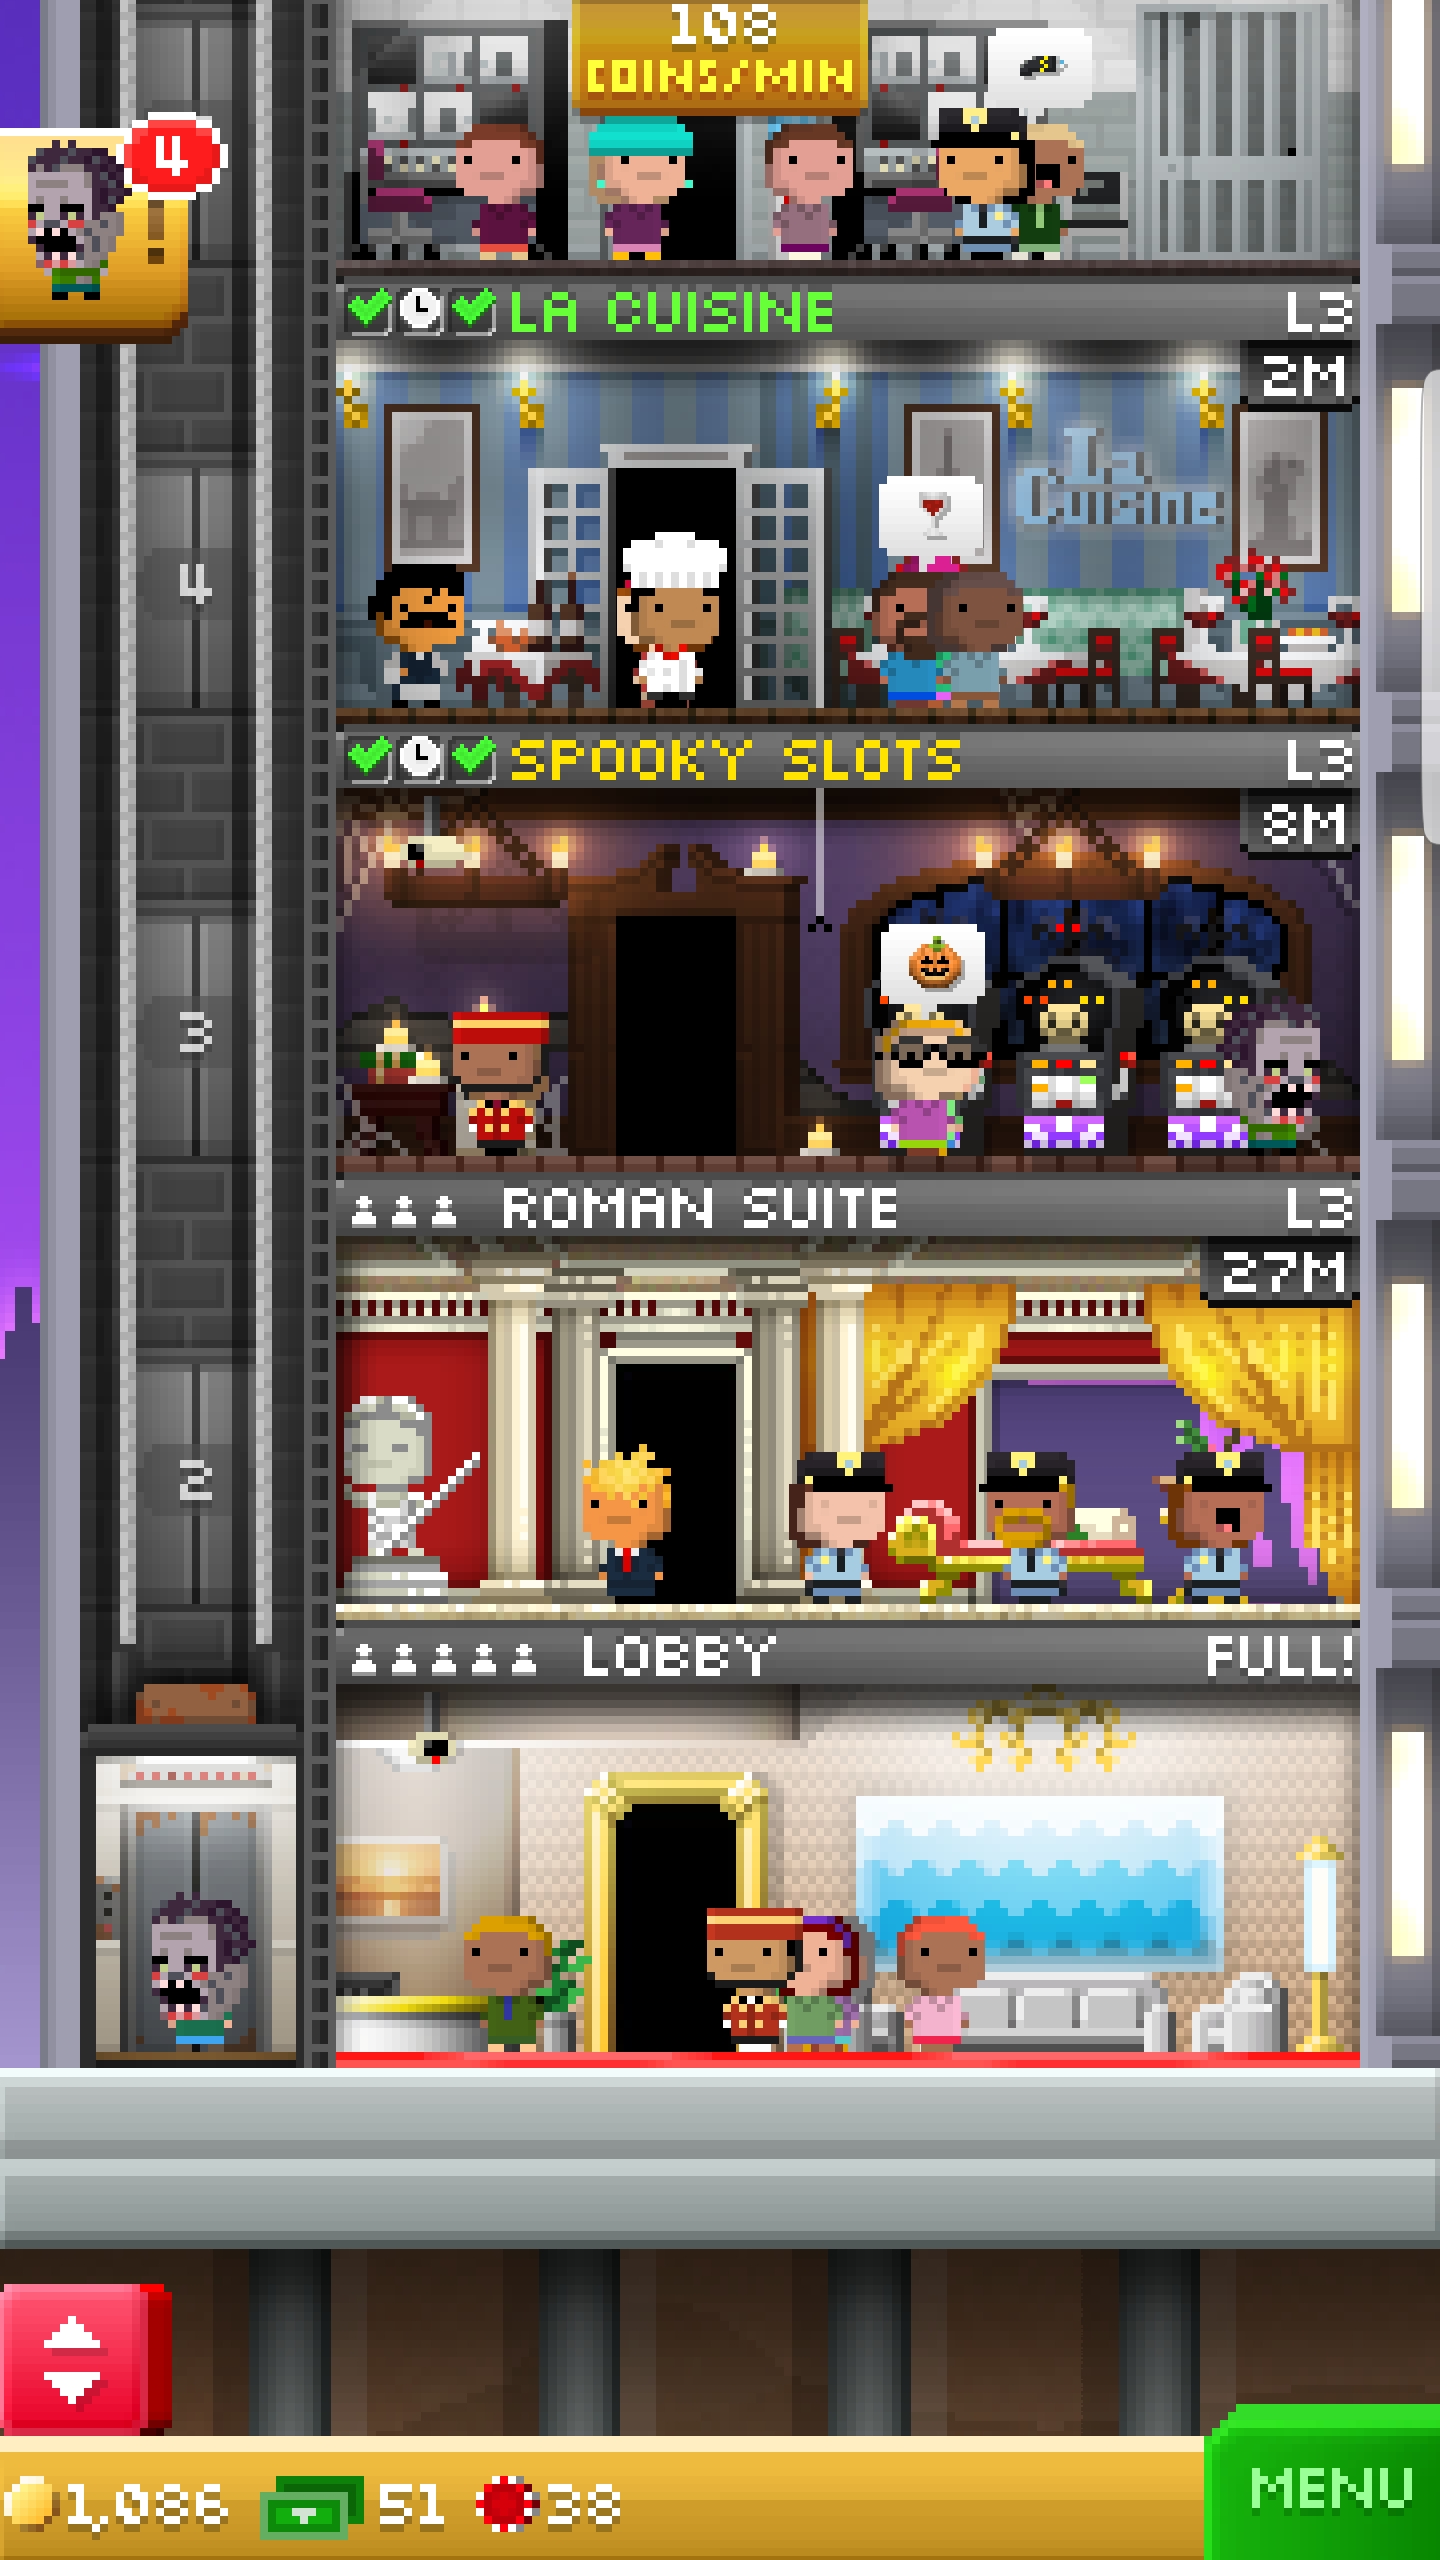 108
COINS/MIN
4
!
LA CUISINE L3
2M
La
Cuisine
4
SPOOKY SLOTS L3
8M
3
ROMAN SUITE L3
27M
2
LOBBY FULL!
MENU
1,086 51 38